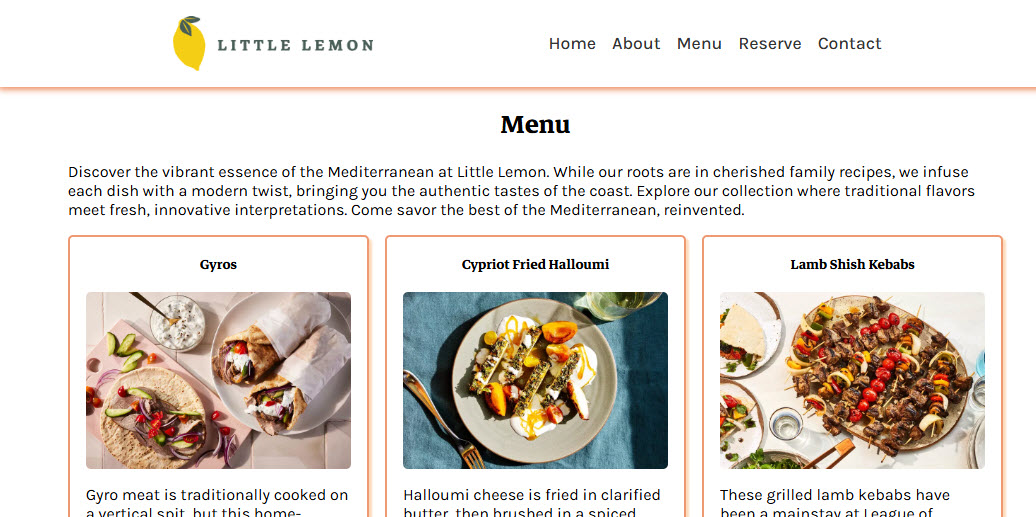 LITTLE LEMON
Home About Menu Reserve Contact
Menu
Discover the vibrant essence of the Mediterranean at Little Lemon. While our roots are in cherished family recipes, we infuse
each dish with a modern twist, bringing you the authentic tastes of the coast. Explore our collection where traditional flavors
meet fresh, innovative interpretations. Come savor the best of the Mediterranean, reinvented.
Gyros
Gyro meat is traditionally cooked on
a vertical spit, but this home-
Cypriot Fried Halloumi
Halloumi cheese is fried in clarified
butter, then brushed in a spiced
Lamb Shish Kebabs
These grilled lamb kebabs have
been a mainstay at League of